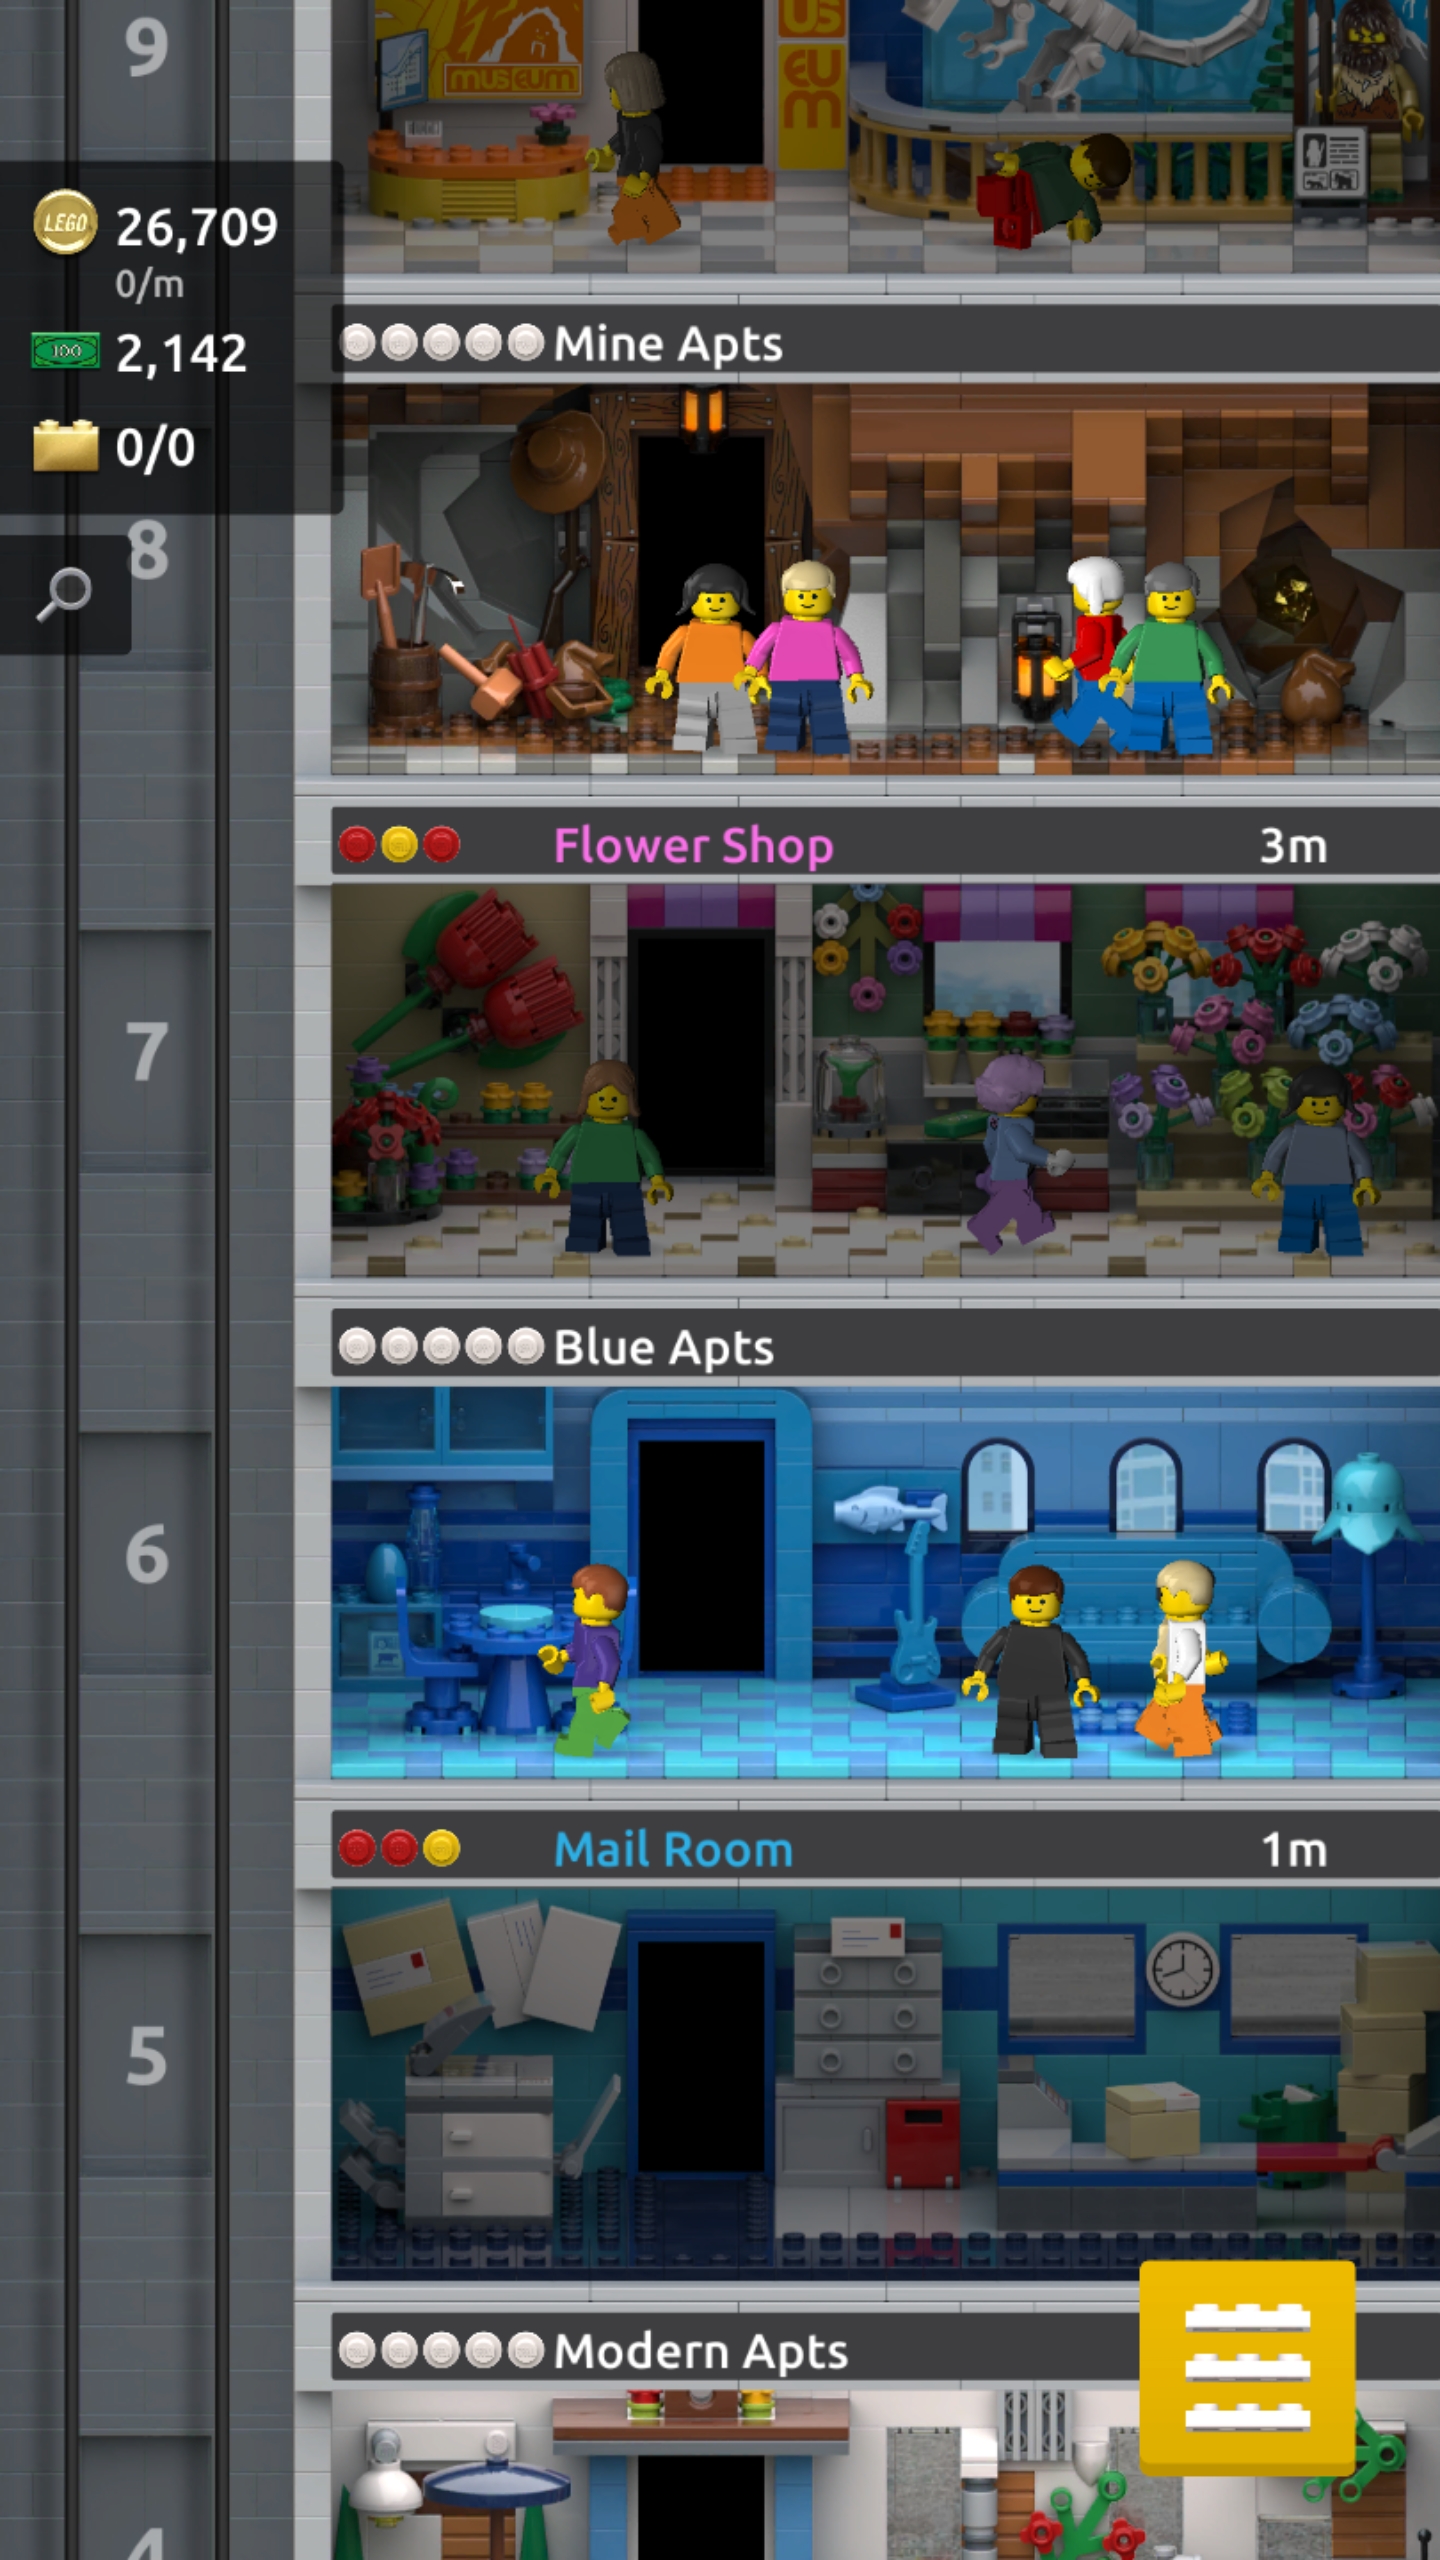 9
MUSEUM
US
EU
M
LEGO 26,709
0/m
100 2,142
0/0
Mine Apts
8
Flower Shop 3m
7
Blue Apts
6
Mail Room 1m
5
Modern Apts
4